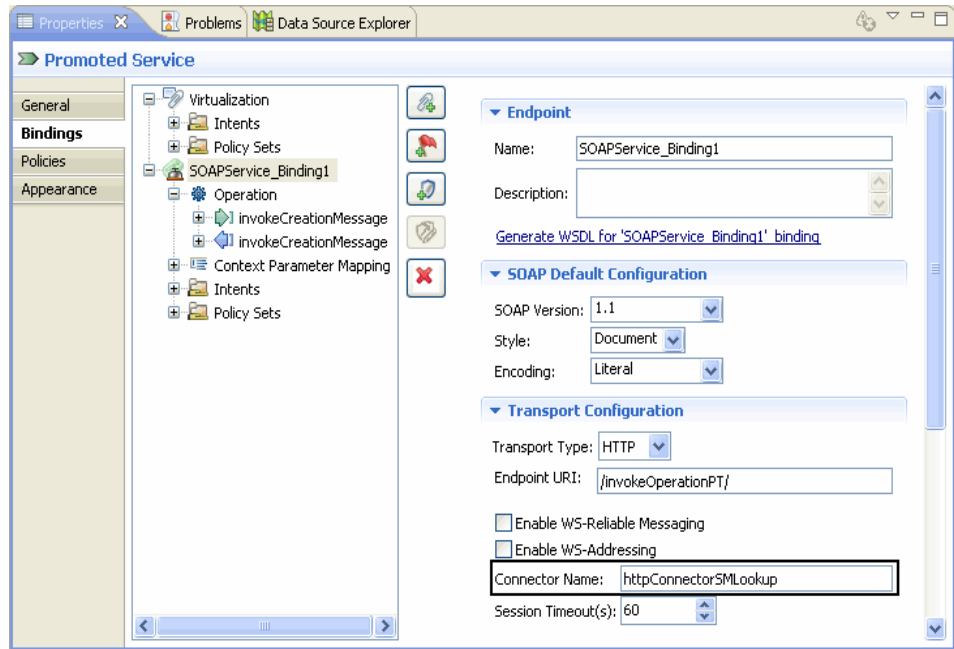 Properties
Problems
Data Source Explorer
Promoted Service
General
Bindings
Policies
Appearance
Virtualization
Intents
Policy Sets
SOAPService_Binding1
Operation
invokeCreationMessage
invokeCreationMessage
Context Parameter Mapping
Intents
Policy Sets
Endpoint
Name: SOAPService_Binding1
Description:
Generate WSDL for 'SOAPService_Binding1' binding
SOAP Default Configuration
SOAP Version: 1.1
Style: Document
Encoding: Literal
Transport Configuration
Transport Type: HTTP
Endpoint URI: /invokeOperationPT/
Enable WS-Reliable Messaging
Enable WS-Addressing
Connector Name: httpConnectorSMLookup
Session Timeout(s): 60